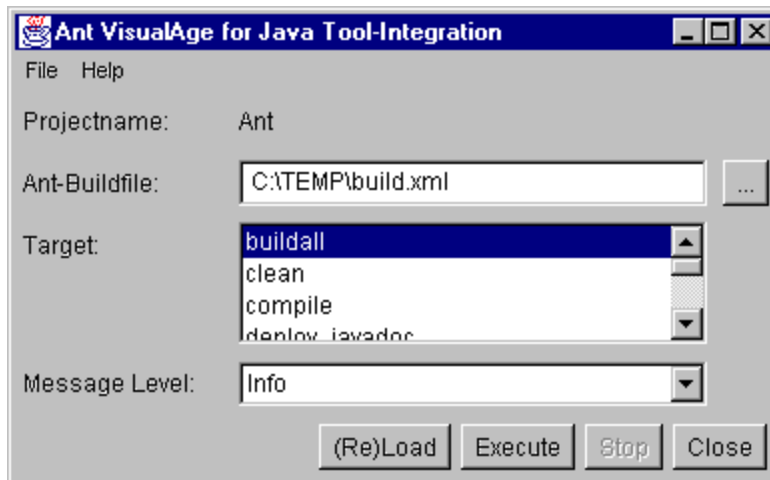 Ant VisualAge for Java Tool-Integration
File Help
Projectname: Ant
Ant-Buildfile: C:\TEMP\build.xml ...
Target: buildall
clean
compile
deploy_javadoc
Message Level: Info
(Re)Load Execute Stop Close